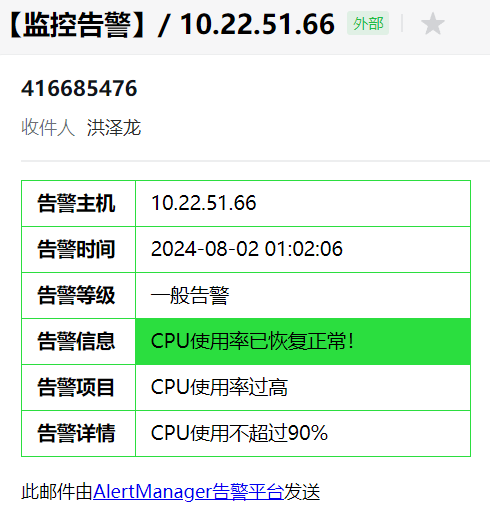 【监控告警】/ 10.22.51.66 外部
416685476
收件人 洪泽龙
告警主机 10.22.51.66
告警时间 2024-08-02 01:02:06
告警等级 一般告警
告警信息 CPU使用率已恢复正常!
告警项目 CPU使用率过高
告警详情 CPU使用不超过90%
此邮件由AlertManager告警平台发送